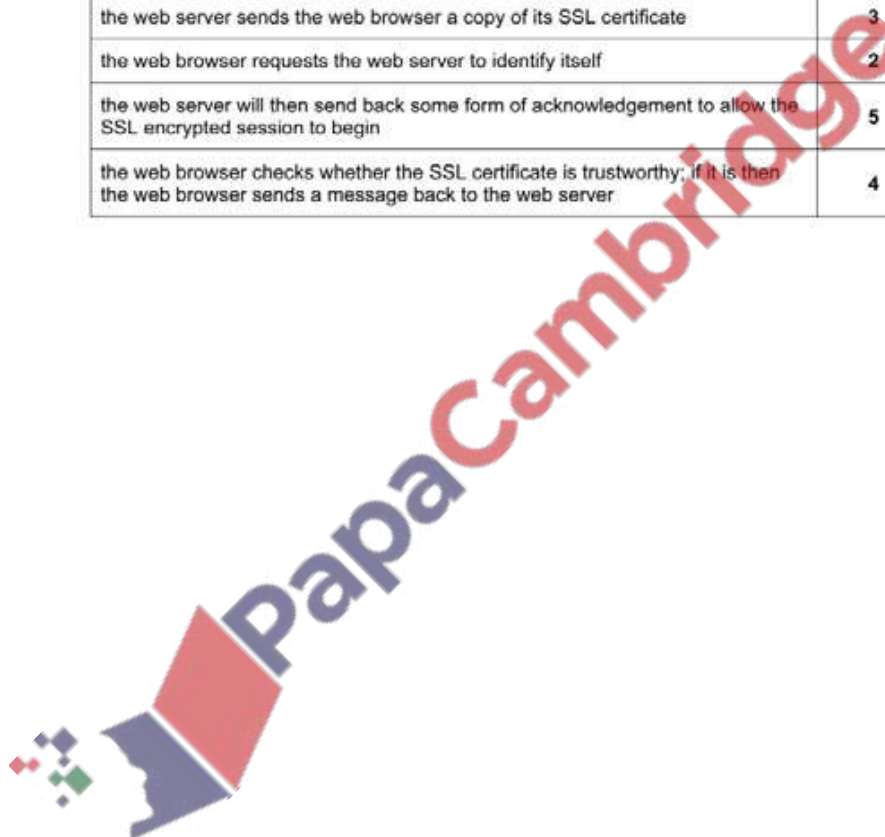 the web server sends the web browser a copy of its SSL certificate 3
the web browser requests the web server to identify itself 2
the web server will then send back some form of acknowledgement to allow the
SSL encrypted session to begin 5
the web browser checks whether the SSL certificate is trustworthy; if it is then
the web browser sends a message back to the web server 4
PapaCambridge